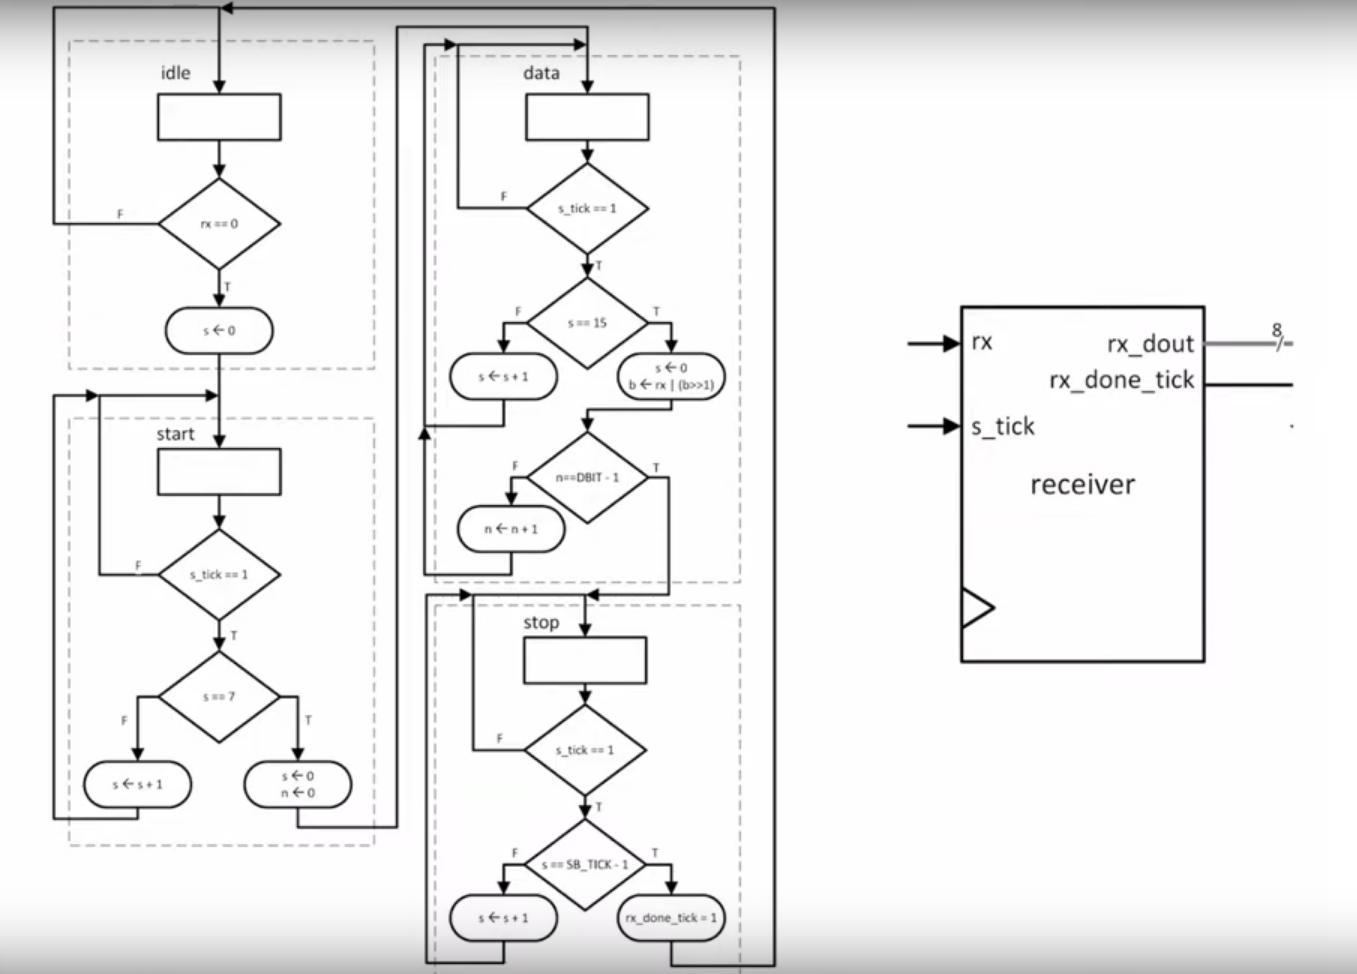 idle
rx == 0
F
T
s ← 0
start
s_tick == 1
F
T
s == 7
F
T
s ← s + 1
s ← 0
n ← 0
data
s_tick == 1
F
T
s == 15
F
T
s ← s + 1
s ← 0
b ← rx | (b>>1)
n==DBIT - 1
F
T
n ← n + 1
stop
s_tick == 1
F
T
s == SB_TICK - 1
F
T
s ← s + 1
rx_done_tick = 1
rx
rx_dout
8
rx_done_tick
s_tick
receiver